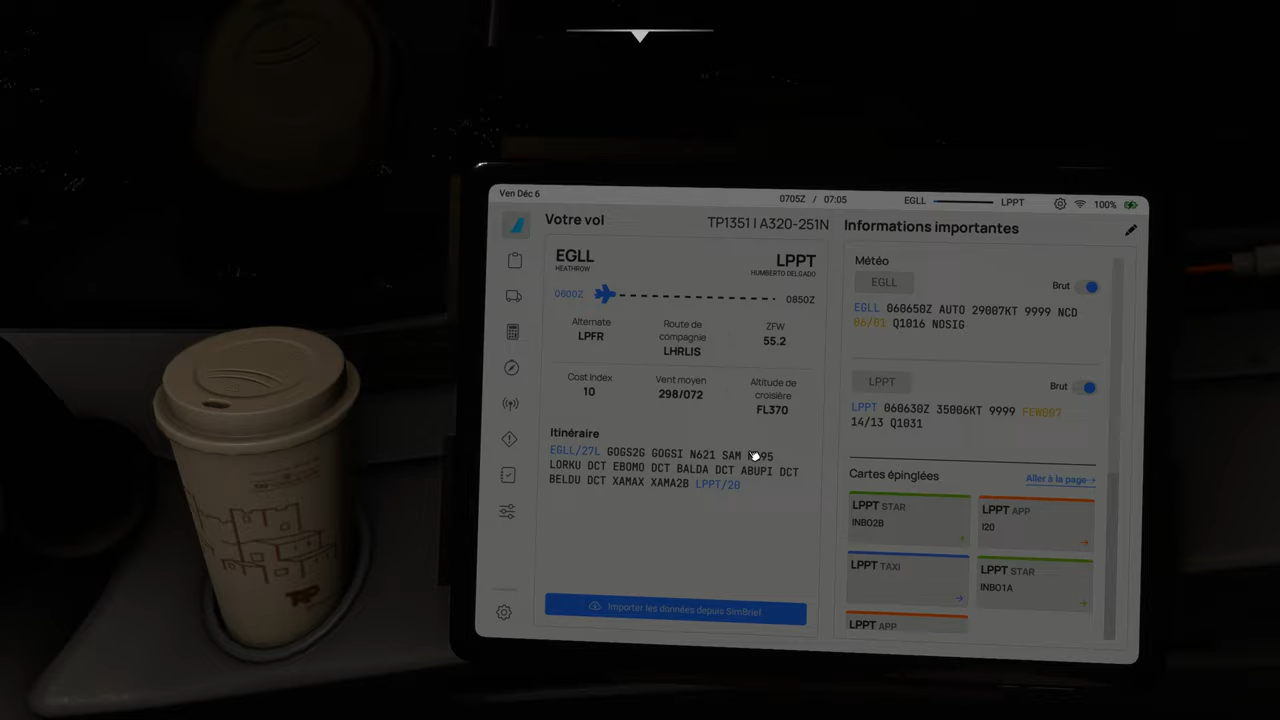 Ven Déc 6
0705Z / 07:05
EGLL LPPT
100%
Votre vol
TP1351 | A320-251N
EGLL
HEATHROW
LPPT
HUMBERTO DELGADO
0600Z
0850Z
Alternate
LPFR
Route de
compagnie
LHRLIS
ZFW
55.2
Cost Index
10
Vent moyen
298/072
Altitude de
croisière
FL370
Itinéraire
EGLL/27L GOGS2G GOGSI N621 SAM
LORKU DCT EBOMO DCT BALDA DCT ABUPI DCT
BELDU DCT XAMAX XAMA2B LPPT/2B
Importer les données depuis SimBrief
Informations importantes
Météo
EGLL
Brut
EGLL 060650Z AUTO 29007KT 9999 NCD
06/01 Q1016 NOSIG
LPPT
Brut
LPPT 060630Z 35006KT 9999 FEW007
14/13 Q1031
Cartes épinglées
Aller à la page
LPPT STAR
INBO2B
LPPT APP
I20
LPPT TAXI
LPPT STAR
INBO1A
LPPT APP
TAP